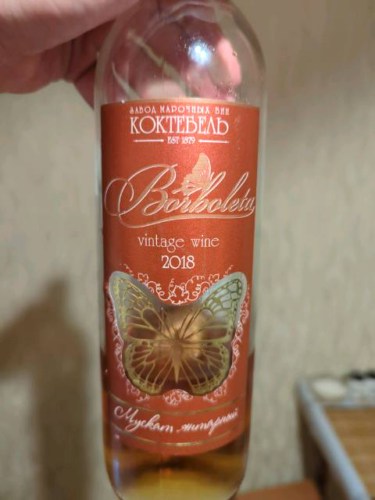 ЗАВОД МАРОЧНЫХ ВИН
КОКТЕБЕЛЬ
EST 1879
Borboleta
vintage wine
2018
Мускат янтарный